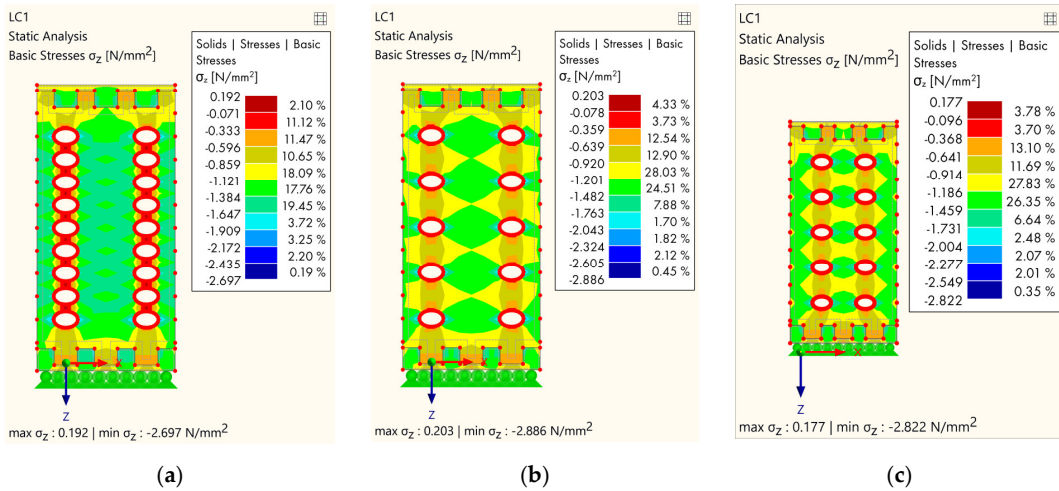 LC1
Static Analysis
Basic Stresses σz [N/mm2]
Solids | Stresses | Basic
Stresses
σz [N/mm2]
0.192
-0.071
-0.333
-0.596
-0.859
-1.121
-1.384
-1.647
-1.909
-2.172
-2.435
-2.697
2.10 %
11.12 %
11.47 %
10.65 %
18.09 %
17.76 %
19.45 %
3.72 %
3.25 %
2.20 %
0.19 %
X
Z
max σz : 0.192 | min σz : -2.697 N/mm2
(a)
LC1
Static Analysis
Basic Stresses σz [N/mm2]
Solids | Stresses | Basic
Stresses
σz [N/mm2]
0.203
-0.078
-0.359
-0.639
-0.920
-1.201
-1.482
-1.763
-2.043
-2.324
-2.605
-2.886
4.33 %
3.73 %
12.54 %
12.90 %
28.03 %
24.51 %
7.88 %
1.70 %
1.82 %
2.12 %
0.45 %
X
Z
max σz : 0.203 | min σz : -2.886 N/mm2
(b)
LC1
Static Analysis
Basic Stresses σz [N/mm2]
Solids | Stresses | Basic
Stresses
σz [N/mm2]
0.177
-0.096
-0.368
-0.641
-0.914
-1.186
-1.459
-1.731
-2.004
-2.277
-2.549
-2.822
3.78 %
3.70 %
13.10 %
11.69 %
27.83 %
26.35 %
6.64 %
2.48 %
2.07 %
2.01 %
0.35 %
X
Z
max σz : 0.177 | min σz : -2.822 N/mm2
(c)